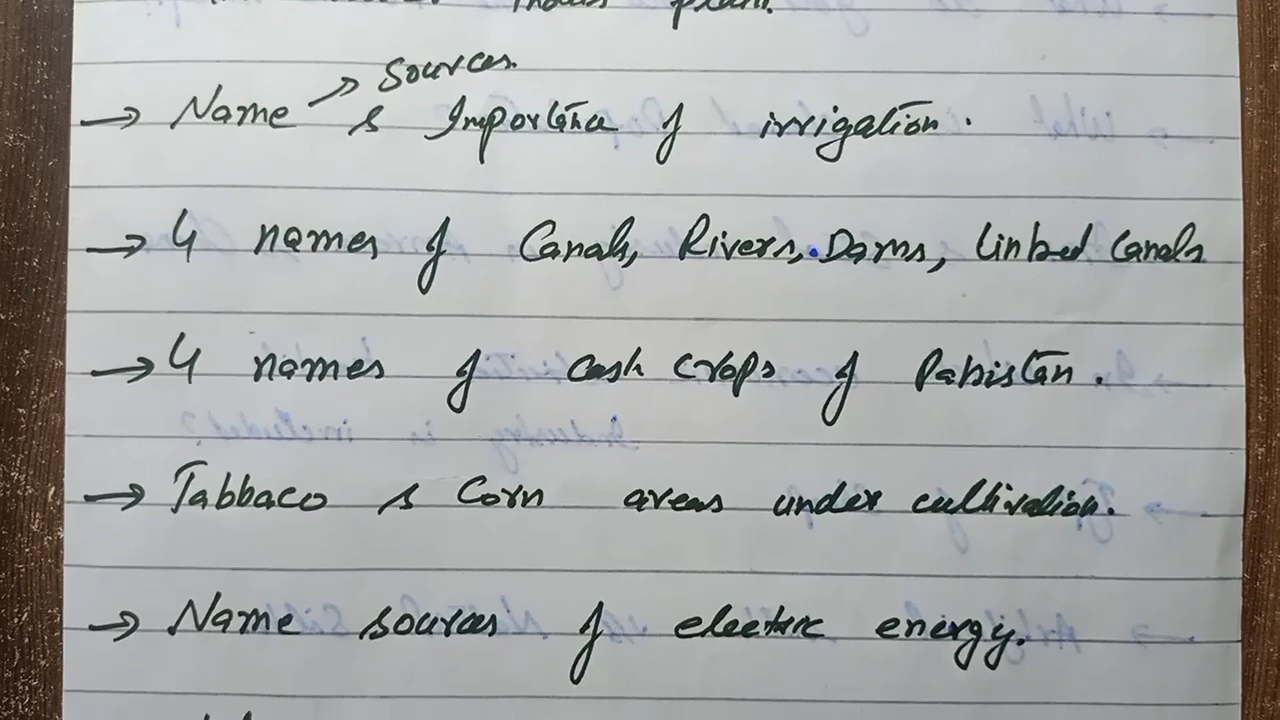 plant.
Sources.
→ Name → & Importance of irrigation.
→ 4 names of Canals, Rivers, Dams, Linked Canals
→ 4 names of cash crops of Pakistan.
→ Tabbaco & Corn areas under cultivation.
→ Name sources of electric energy.